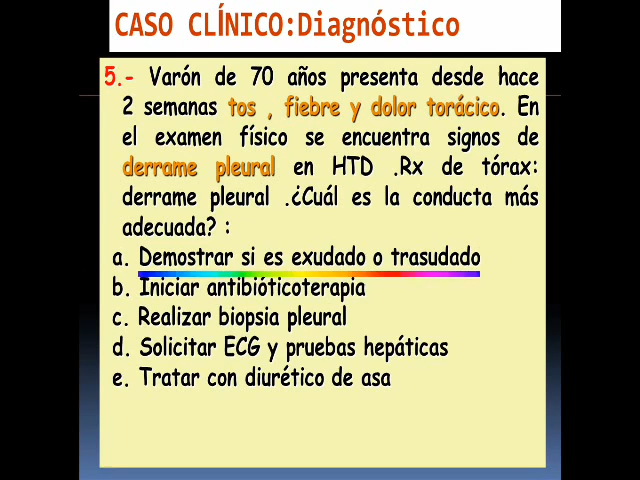 CASO CLÍNICO:Diagnóstico
5.- Varón de 70 años presenta desde hace
2 semanas tos , fiebre y dolor torácico. En
el examen físico se encuentra signos de
derrame pleural en HTD .Rx de tórax:
derrame pleural .¿Cuál es la conducta más
adecuada? :
a. Demostrar si es exudado o trasudado
b. Iniciar antibióticoterapia
c. Realizar biopsia pleural
d. Solicitar ECG y pruebas hepáticas
e. Tratar con diurético de asa